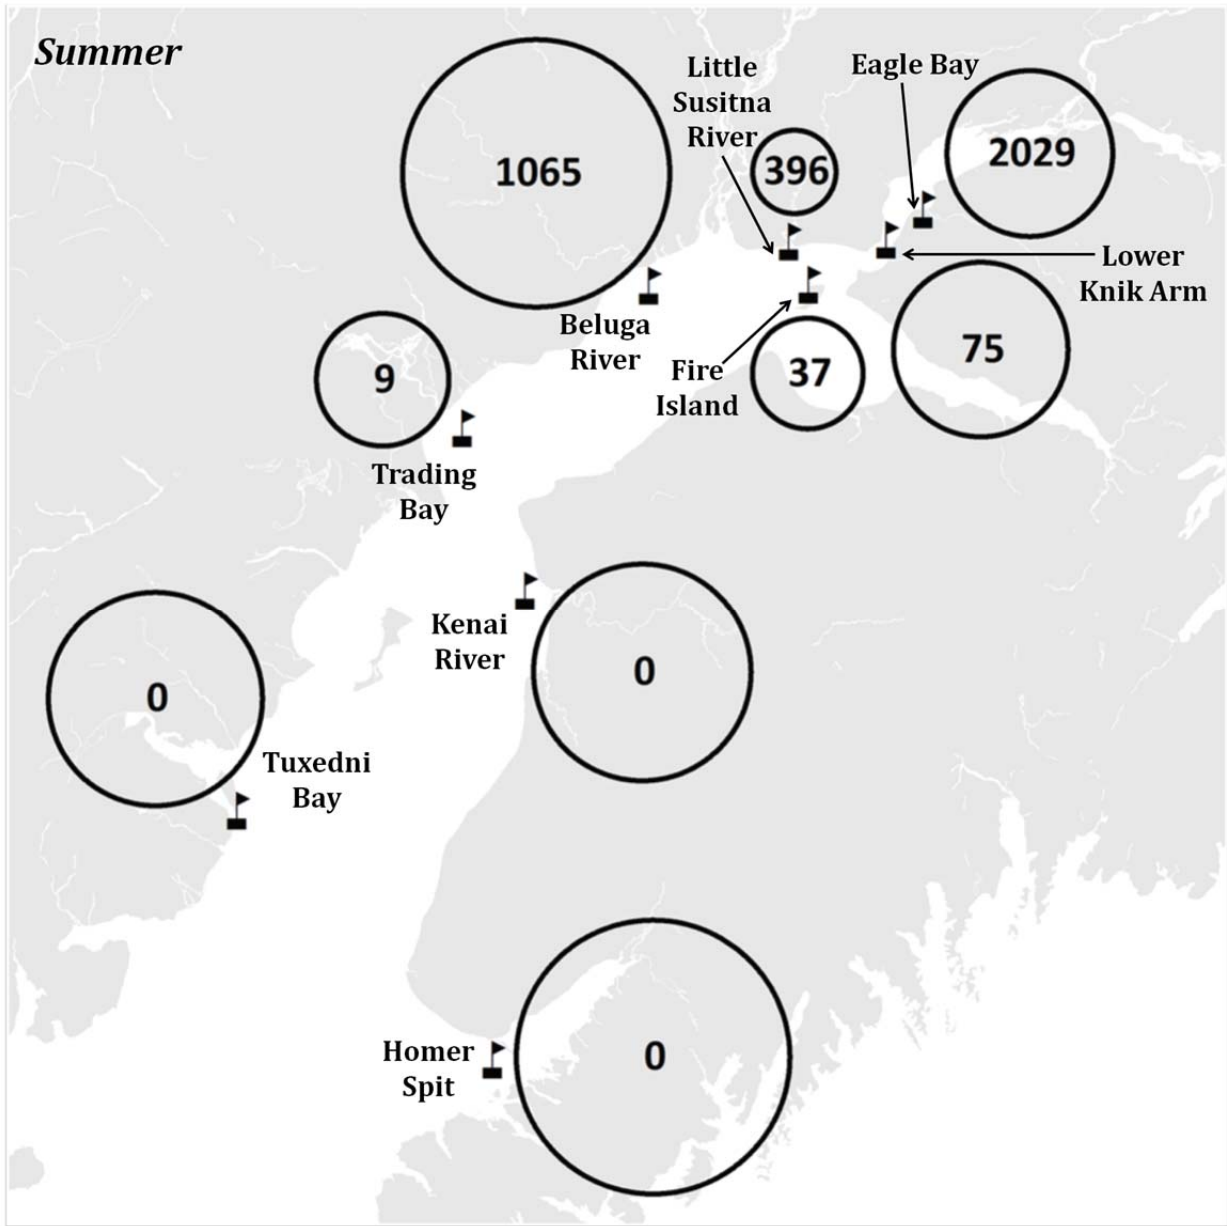 Summer
Little
Susitna
River
Eagle Bay
1065
396
2029
Lower
Knik Arm
Beluga
River
Fire
Island
37
75
9
Trading
Bay
Kenai
River
0
0
Tuxedni
Bay
Homer
Spit
0